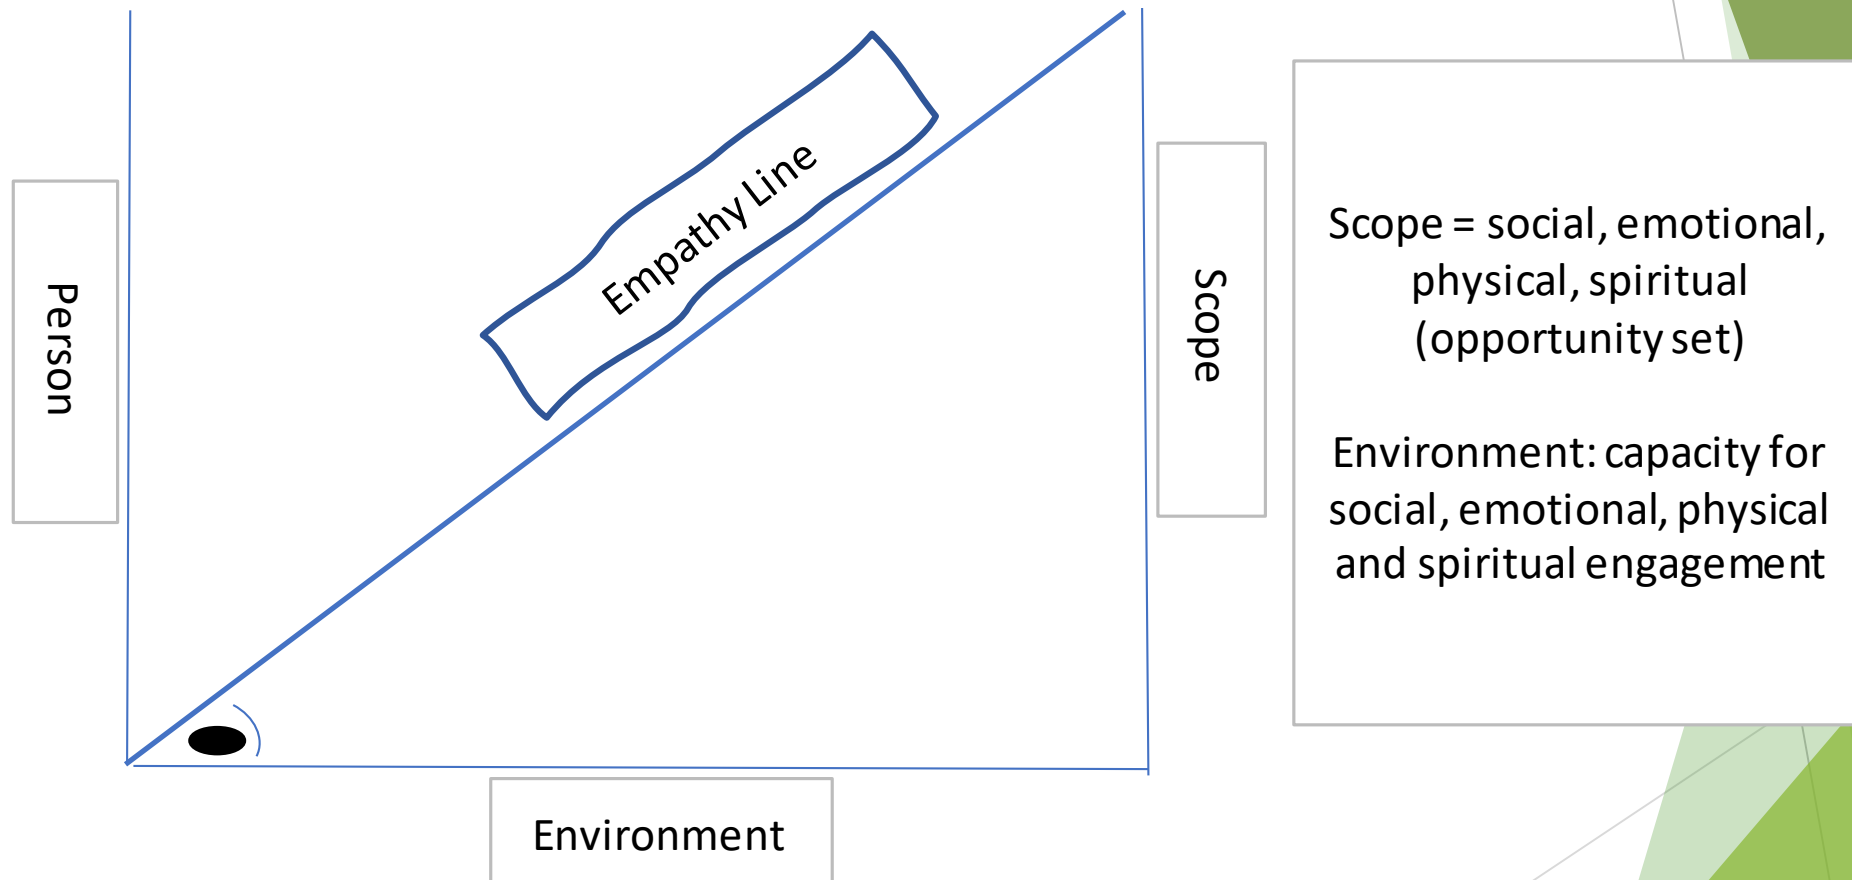 Person
Empathy Line
Scope
Environment
Scope = social, emotional,
physical, spiritual
(opportunity set)
Environment: capacity for
social, emotional, physical
and spiritual engagement